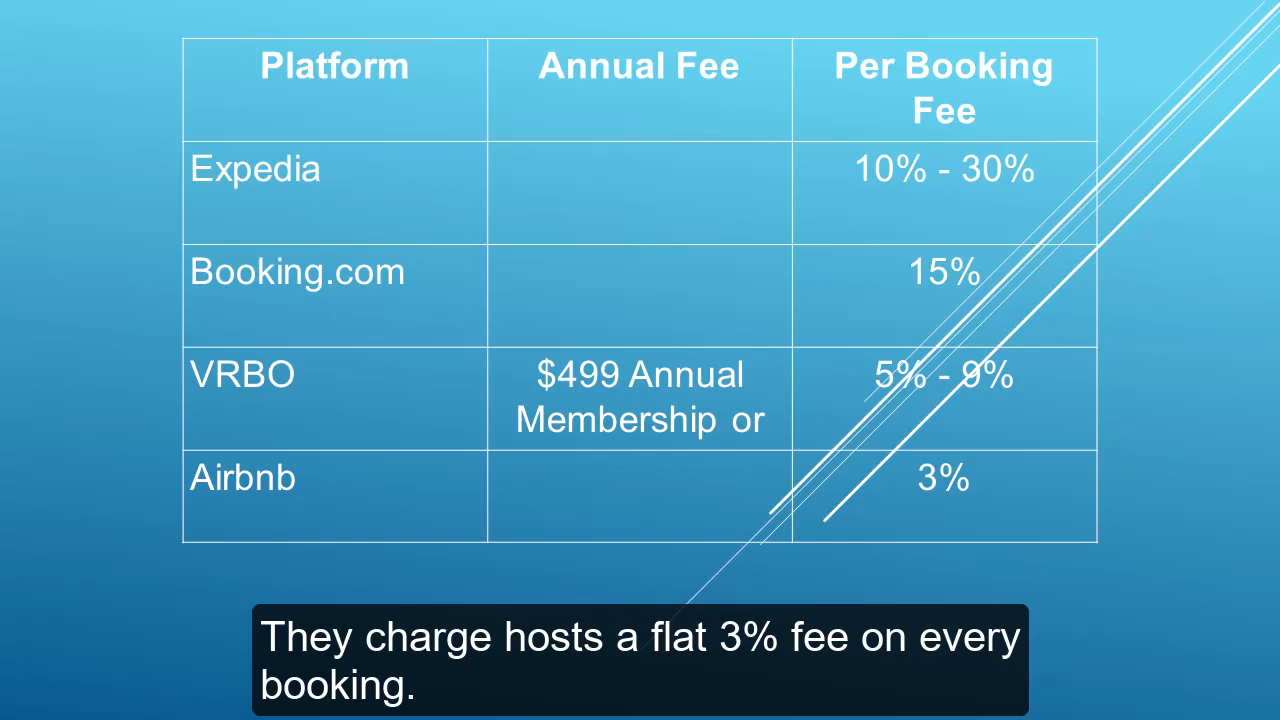 Platform
Annual Fee
Per Booking
Fee
Expedia
10% - 30%
Booking.com
15%
VRBO
$499 Annual
Membership or
5% - 9%
Airbnb
3%
They charge hosts a flat 3% fee on every
booking.